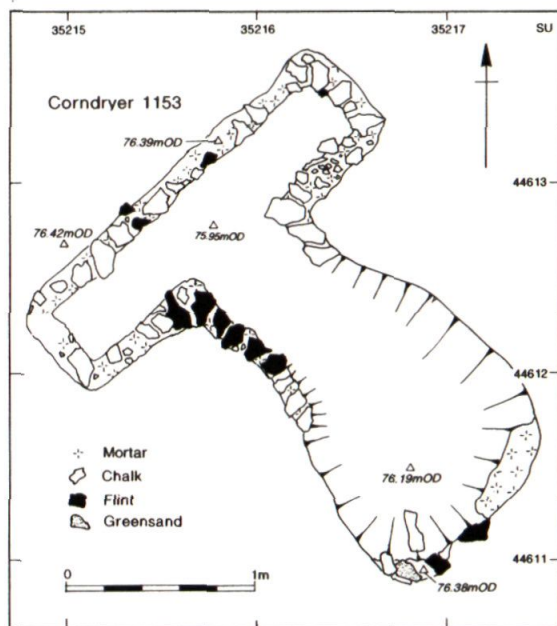 35215 35216 35217 SU
Corndryer 1153
76.39mOD
44613
76.42mOD
75.95mOD
44612
Mortar
Chalk
76.19mOD
Flint
Greensand
44611
0 1m
76.38mOD